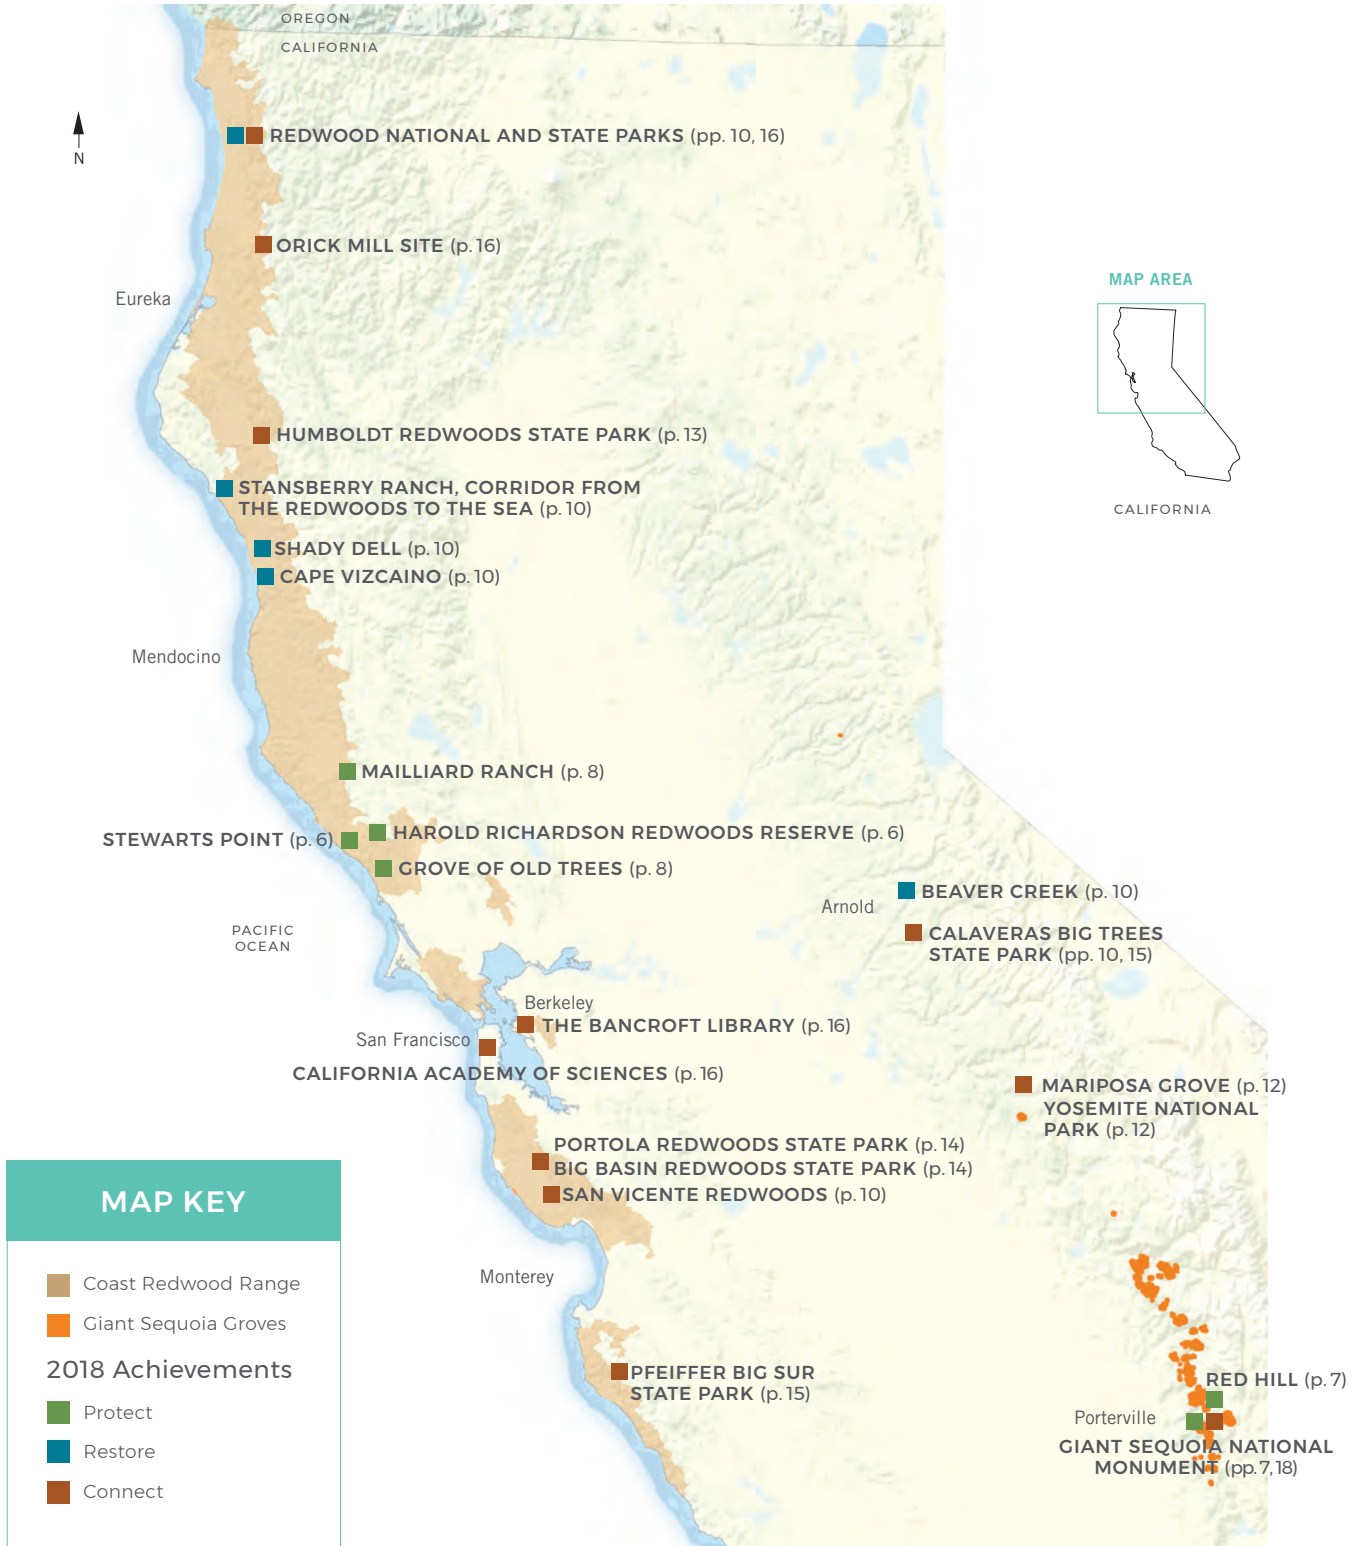 OREGON
CALIFORNIA
N
REDWOOD NATIONAL AND STATE PARKS (pp. 10, 16)
ORICK MILL SITE (p. 16)
Eureka
MAP AREA
CALIFORNIA
HUMBOLDT REDWOODS STATE PARK (p. 13)
STANSBERRY RANCH, CORRIDOR FROM
THE REDWOODS TO THE SEA (p. 10)
SHADY DELL (p. 10)
CAPE VIZCAINO (p. 10)
Mendocino
MAILLIARD RANCH (p. 8)
STEWARTS POINT (p. 6)
HAROLD RICHARDSON REDWOODS RESERVE (p. 6)
GROVE OF OLD TREES (p. 8)
BEAVER CREEK (p. 10)
Arnold
CALAVERAS BIG TREES
STATE PARK (pp. 10, 15)
PACIFIC
OCEAN
Berkeley
THE BANCROFT LIBRARY (p. 16)
San Francisco
CALIFORNIA ACADEMY OF SCIENCES (p. 16)
MARIPOSA GROVE (p. 12)
YOSEMITE NATIONAL
PARK (p. 12)
PORTOLA REDWOODS STATE PARK (p. 14)
BIG BASIN REDWOODS STATE PARK (p. 14)
SAN VICENTE REDWOODS (p. 10)
Monterey
PFEIFFER BIG SUR
STATE PARK (p. 15)
RED HILL (p. 7)
Porterville
GIANT SEQUOIA NATIONAL
MONUMENT (pp. 7, 18)
MAP KEY
Coast Redwood Range
Giant Sequoia Groves
2018 Achievements
Protect
Restore
Connect